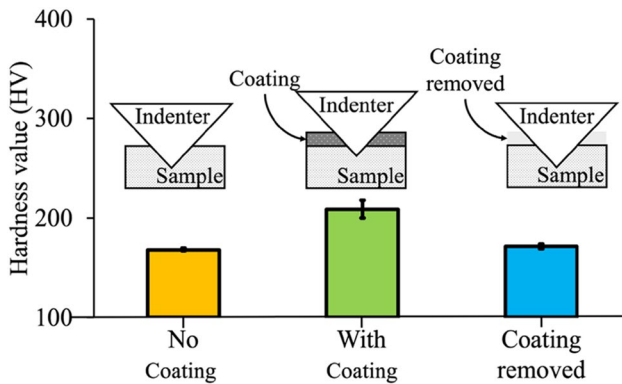 Hardness value (HV)
400
300
200
100
Indenter
Sample
Coating
Indenter
Sample
Coating
removed
Indenter
Sample
No
Coating
With
Coating
Coating
removed